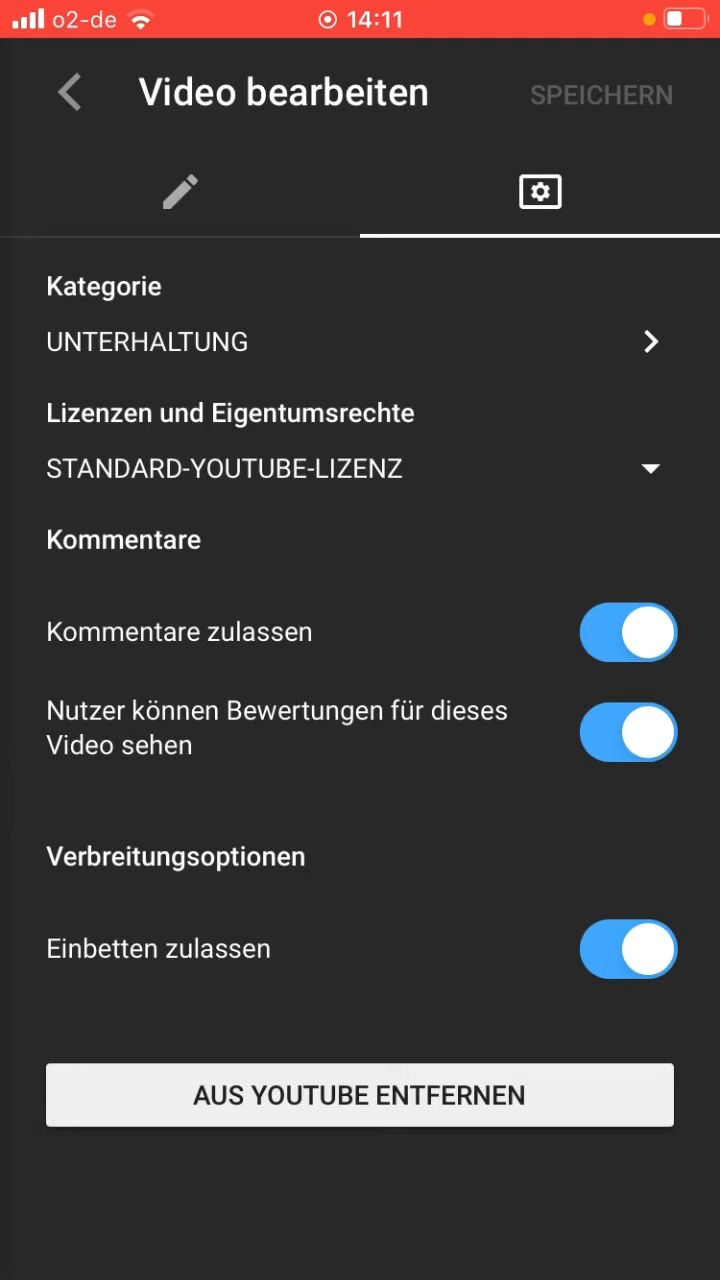 o2-de 14:11
Video bearbeiten SPEICHERN
Kategorie
UNTERHALTUNG
Lizenzen und Eigentumsrechte
STANDARD-YOUTUBE-LIZENZ
Kommentare
Kommentare zulassen
Nutzer können Bewertungen für dieses
Video sehen
Verbreitungsoptionen
Einbetten zulassen
AUS YOUTUBE ENTFERNEN